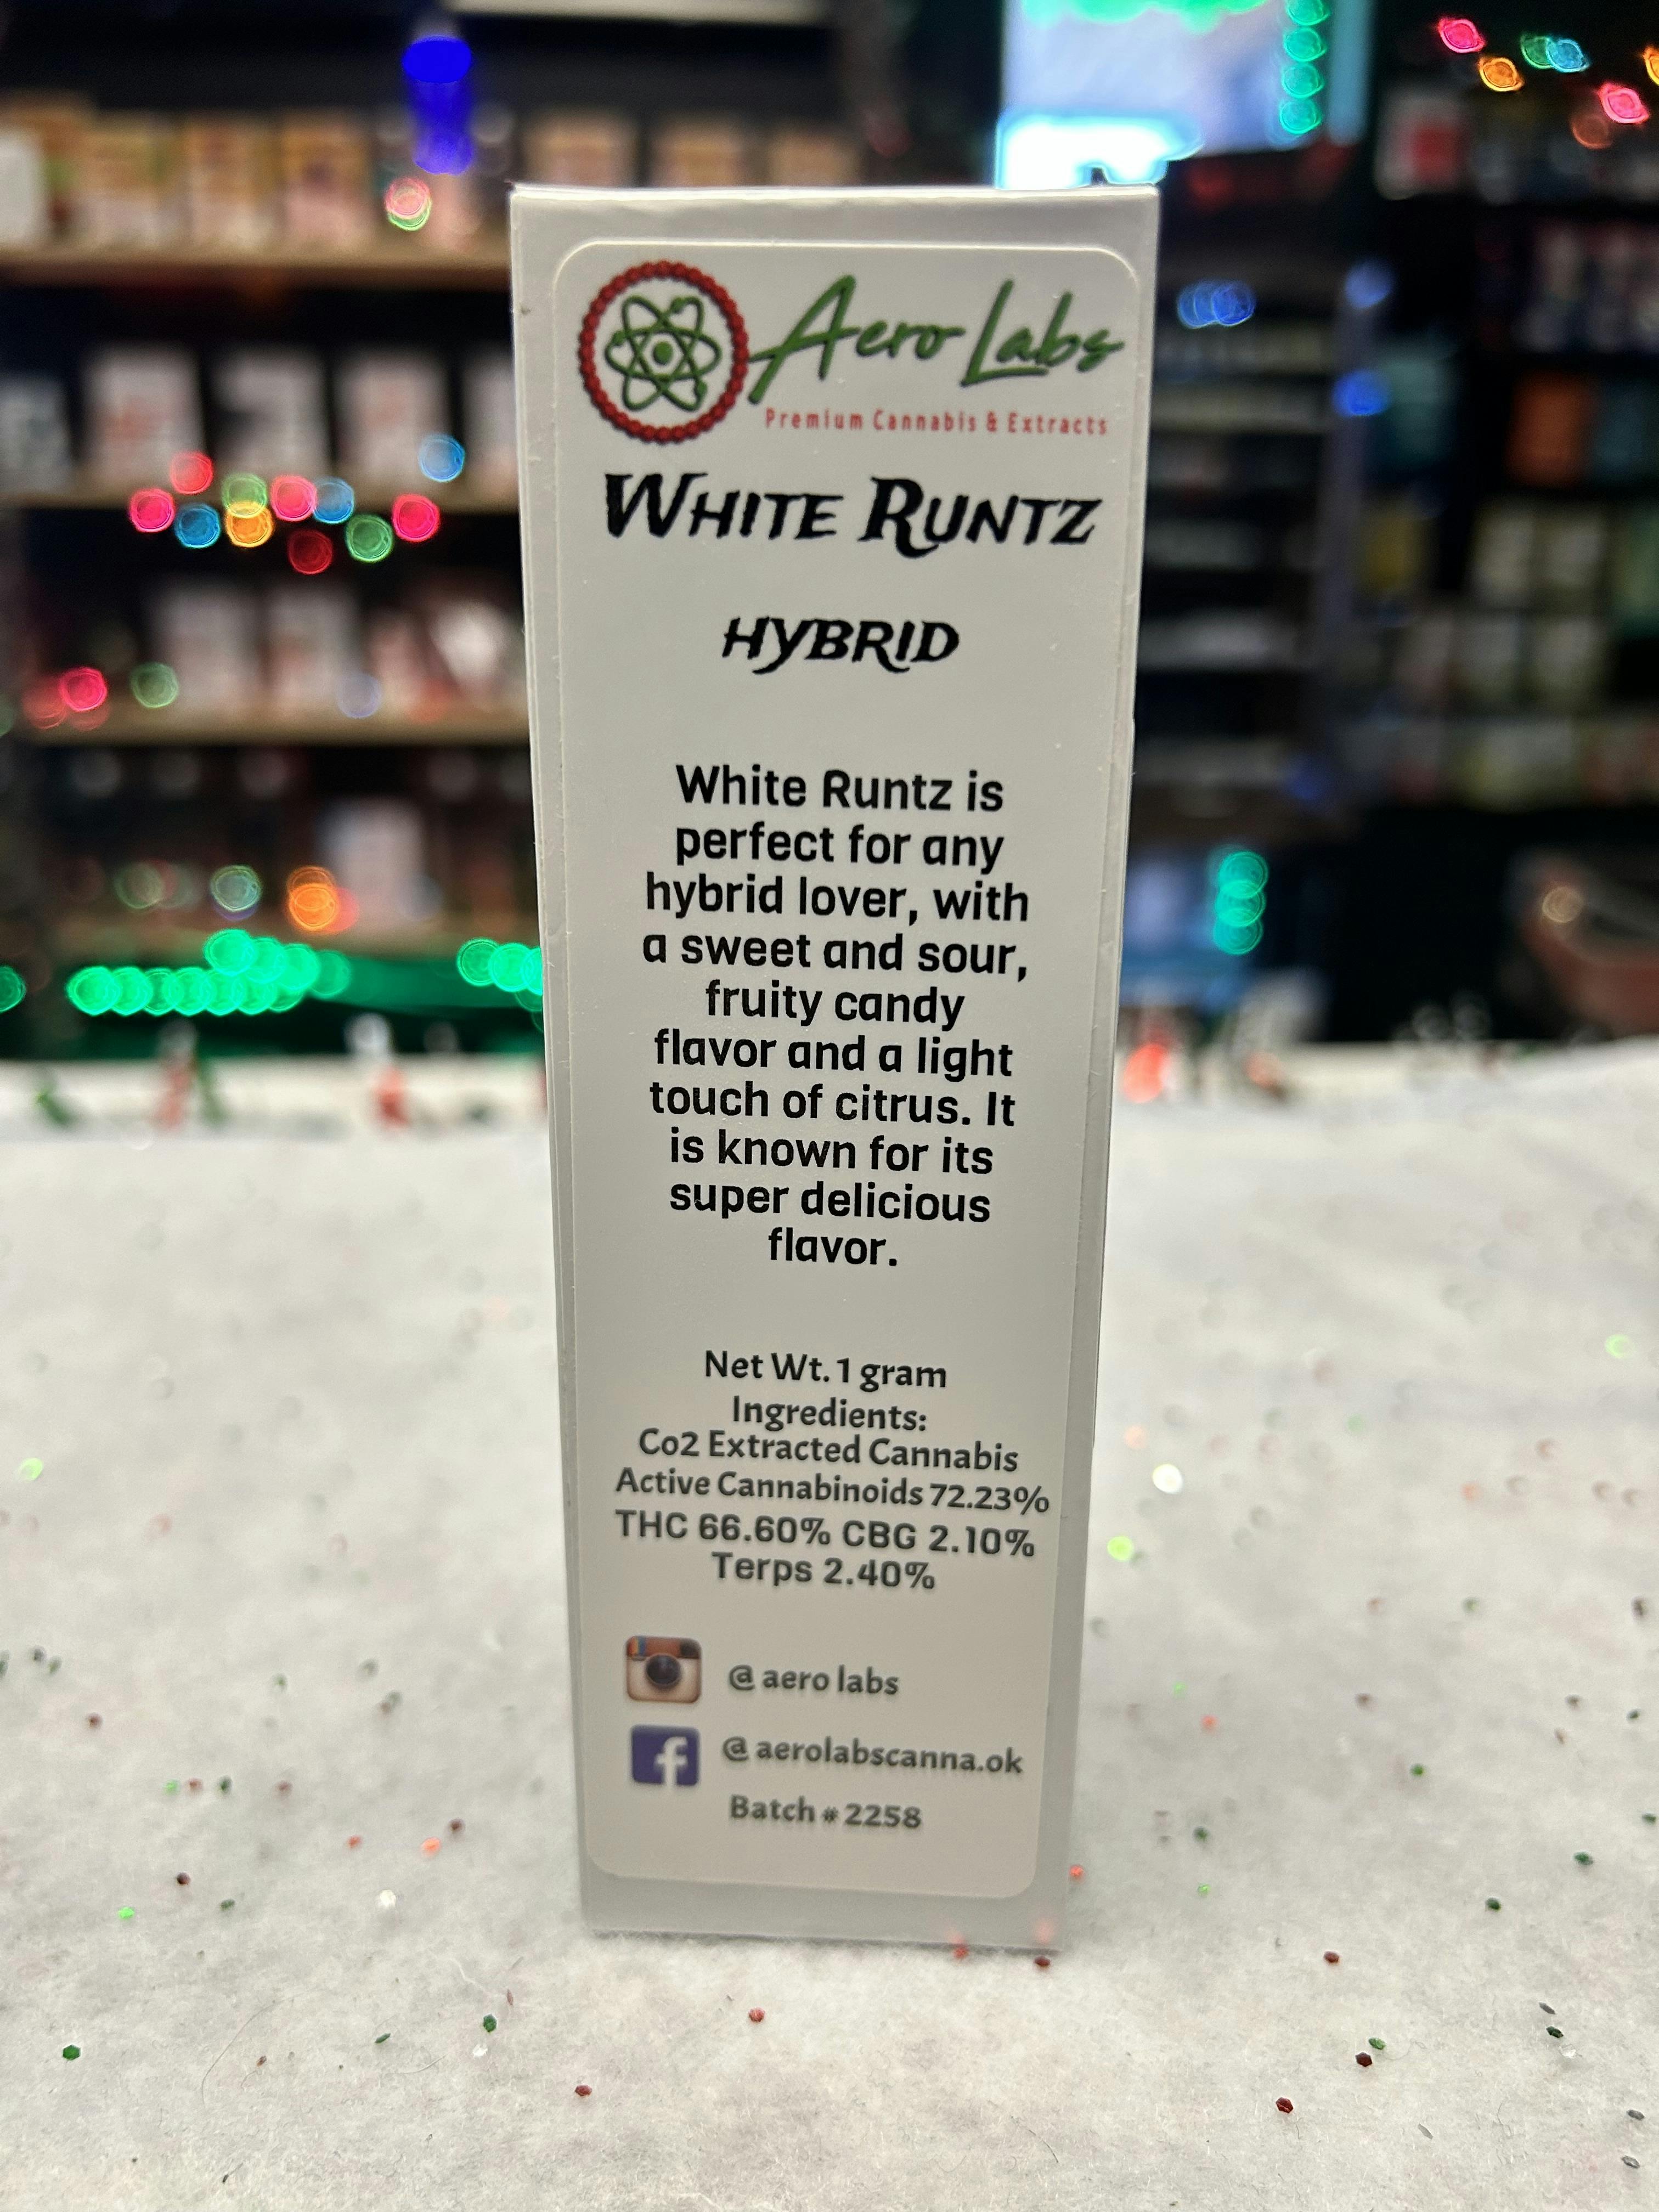 Aero Labs
Premium Cannabis & Extracts
WHITE RUNTZ
HYBRID
White Runtz is
perfect for any
hybrid lover, with
a sweet and sour,
fruity candy
flavor and a light
touch of citrus. It
is known for its
super delicious
flavor.
Net Wt. 1 gram
Ingredients:
Co2 Extracted Cannabis
Active Cannabinoids 72.23%
THC 66.60% CBG 2.10%
Terps 2.40%
@ aero labs
f @ aerolabscanna.ok
Batch # 2258